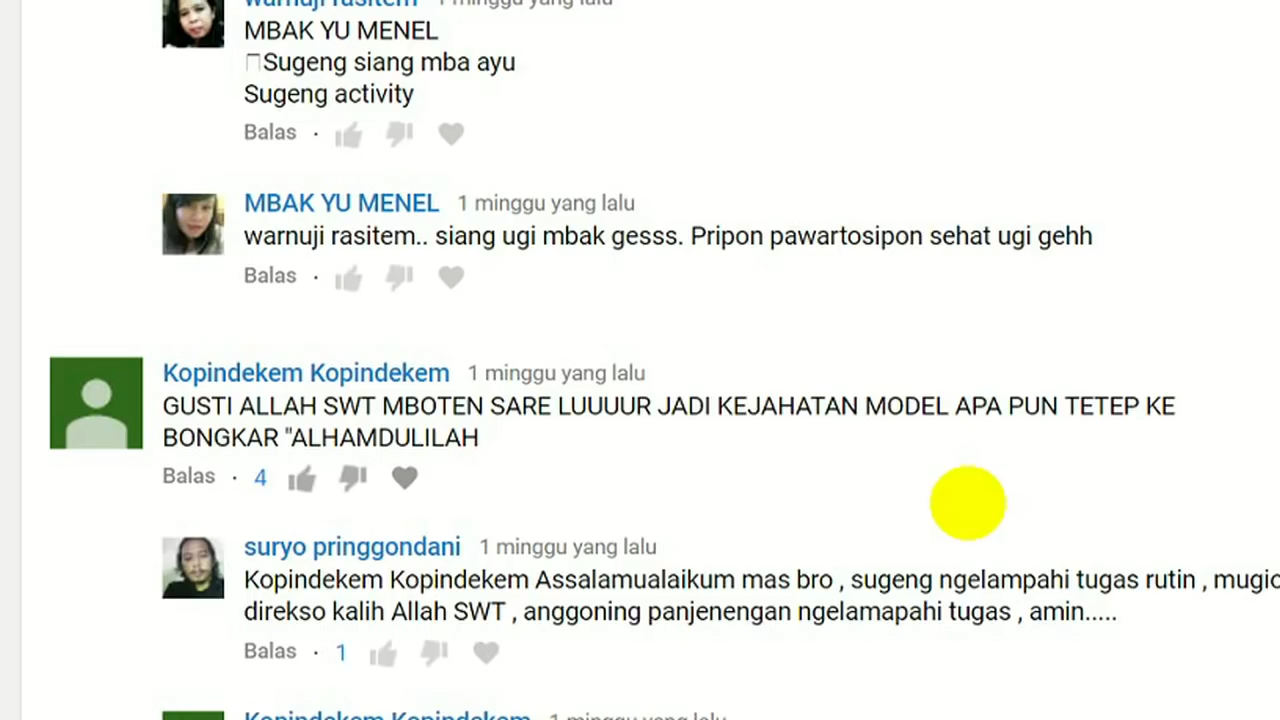 warnuji rasitem 1 minggu yang lalu
MBAK YU MENEL
Sugeng siang mba ayu
Sugeng activity
Balas ·
MBAK YU MENEL 1 minggu yang lalu
warnuji rasitem.. siang ugi mbak gesss. Pripon pawartosipon sehat ugi gehh
Balas ·
Kopindekem Kopindekem 1 minggu yang lalu
GUSTI ALLAH SWT MBOTEN SARE LUUUUR JADI KEJAHATAN MODEL APA PUN TETEP KE
BONGKAR "ALHAMDULILAH
Balas · 4
suryo pringgondani 1 minggu yang lalu
Kopindekem Kopindekem Assalamualaikum mas bro , sugeng ngelampahi tugas rutin ,
direkso kalih Allah SWT , anggoning panjenengan ngelamapahi tugas , amin.....
Balas · 1
Kopindekem Kopindekem 1 minggu yang lalu